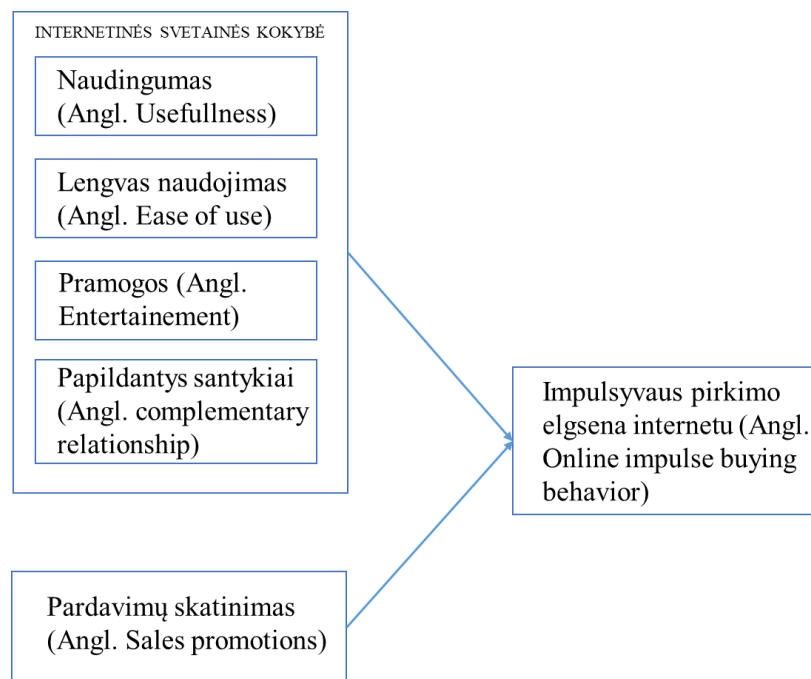 INTERNETINĖS SVETAINĖS KOKYBĖ
Naudingumas
(Angl. Usefullness)
Lengvas naudojimas
(Angl. Ease of use)
Pramogos (Angl.
Entertainement)
Papildantys santykiai
(Angl. complementary
relationship)
Impulsyvaus pirkimo
elgsena internetu (Angl.
Online impulse buying
behavior)
Pardavimų skatinimas
(Angl. Sales promotions)